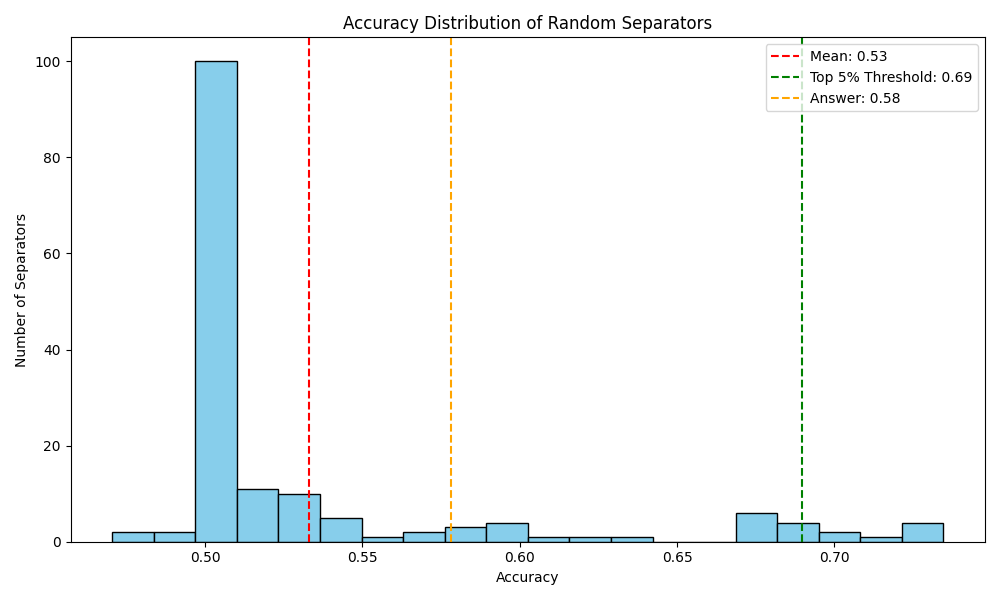 Accuracy Distribution of Random Separators
Mean: 0.53
Top 5% Threshold: 0.69
Answer: 0.58
Number of Separators
100
80
60
40
20
0
0.50
0.55
0.60
0.65
0.70
Accuracy